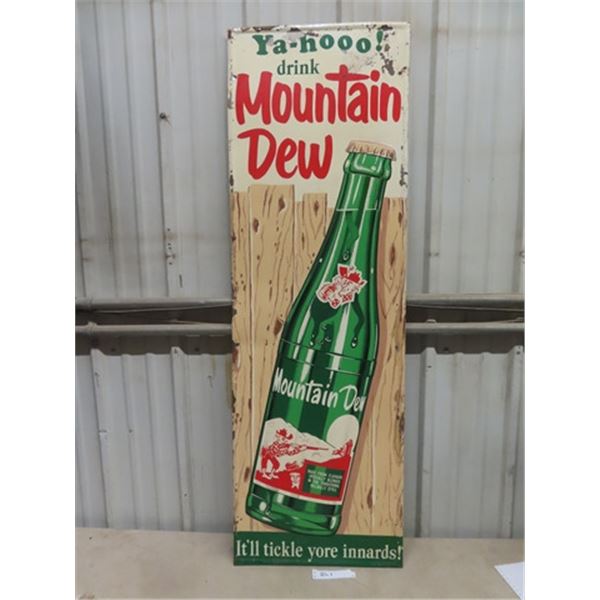 Ya-hooo!
drink
Mountain
Dew
Mountain Dew
It'll tickle yore innards!